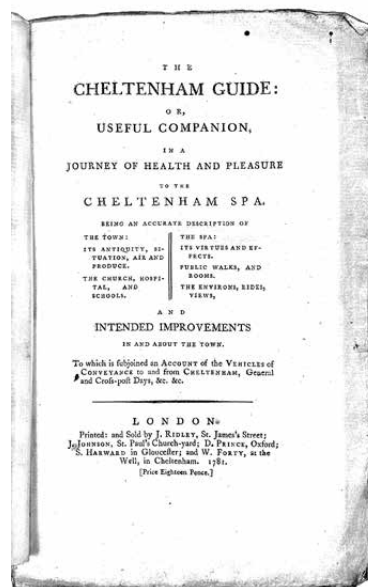 THE
CHELTENHAM GUIDE:
OR,
USEFUL COMPANION,
IN A
JOURNEY OF HEALTH AND PLEASURE
TO THE
CHELTENHAM SPA.
BEING AN ACCURATE DESCRIPTION OF
THE TOWN:
ITS ANTIQUITY, SI-
TUATION, AIR AND
PRODUCE.
THE CHURCH, HOSPI-
TAL, AND
SCHOOLS.
THE SPA:
ITS VIRTUES AND EF-
FECTS.
PUBLIC WALKS, AND
ROOMS.
THE ENVIRONS, RIDES,
VIEWS,
AND
INTENDED IMPROVEMENTS
IN AND ABOUT THE TOWN.
To which is subjoined an ACCOUNT of the VEHICLES of
CONVEYANCE to and from CHELTENHAM, General
and Croſs-poſt Days, &c. &c.
LONDON:
Printed: and Sold by J. RIDLEY, St. James's Street;
J. JOHNSON, St. Paul's Church-yard; D. PRINCE, Oxford;
S. HARWARD in Glouceſter; and W. FORTY, at the
Well, in Cheltenham. 1781.
[Price Eighteen Pence.]